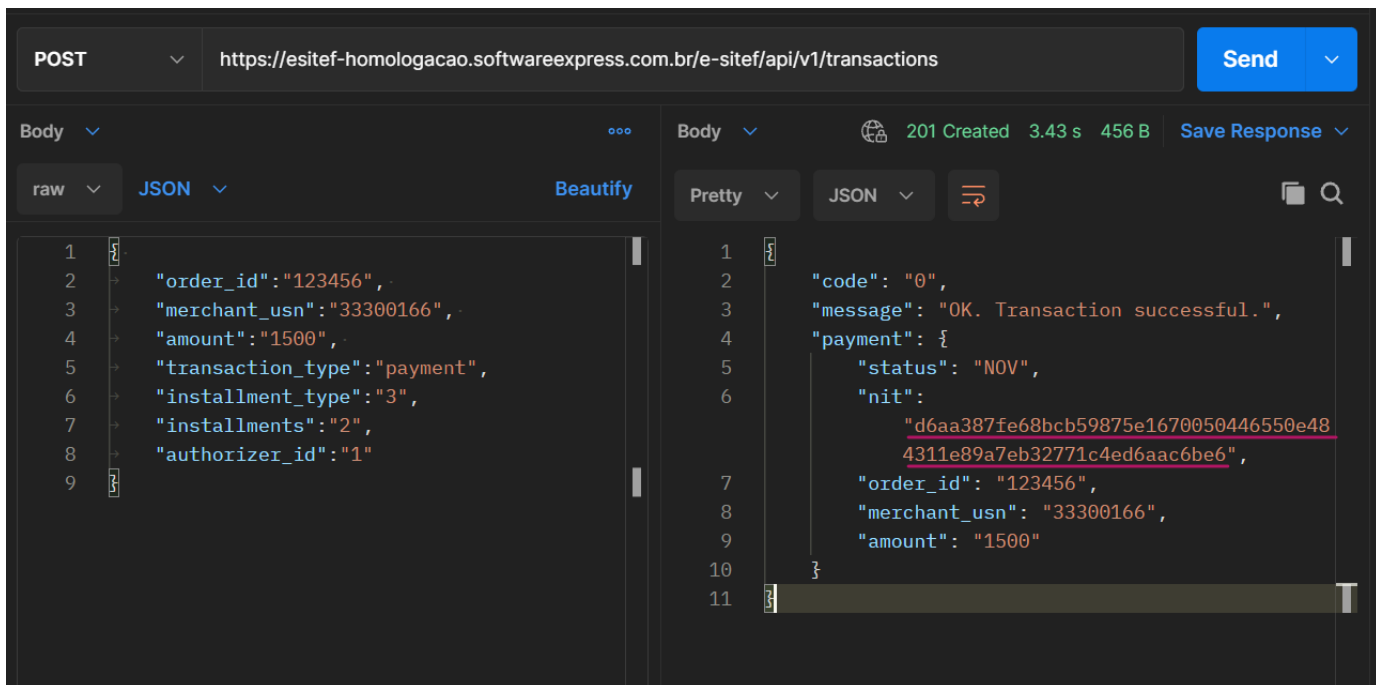 POST https://esitef-homologacao.softwareexpress.com.br/e-sitef/api/v1/transactions Send
Body
raw JSON Beautify
1 {
2 "order_id":"123456",
3 "merchant_usn":"33300166",
4 "amount":"1500",
5 "transaction_type":"payment",
6 "installment_type":"3",
7 "installments":"2",
8 "authorizer_id":"1"
9 }
Body 201 Created 3.43 s 456 B Save Response
Pretty JSON
1 {
2 "code": "0",
3 "message": "OK. Transaction successful.",
4 "payment": {
5 "status": "NOV",
6 "nit":
"d6aa387fe68bcb59875e1670050446550e48
4311e89a7eb32771c4ed6aac6be6",
7 "order_id": "123456",
8 "merchant_usn": "33300166",
9 "amount": "1500"
10 }
11 }